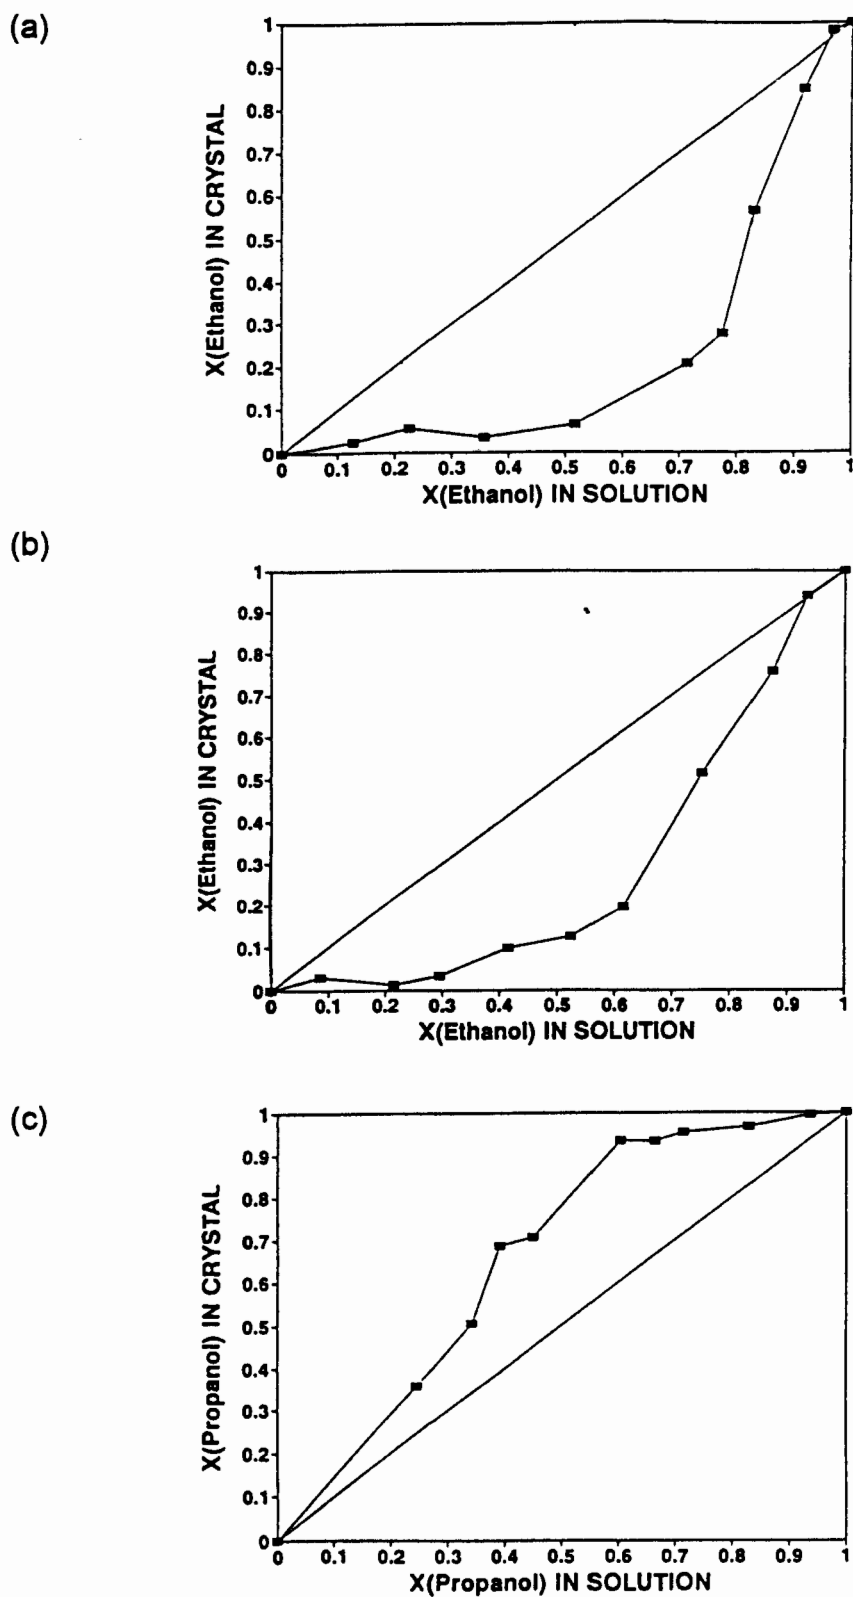 (a)
X(Ethanol) IN CRYSTAL
1
0.9
0.8
0.7
0.6
0.5
0.4
0.3
0.2
0.1
0
0 0.1 0.2 0.3 0.4 0.5 0.6 0.7 0.8 0.9 1
X(Ethanol) IN SOLUTION
(b)
X(Ethanol) IN CRYSTAL
1
0.9
0.8
0.7
0.6
0.5
0.4
0.3
0.2
0.1
0
0 0.1 0.2 0.3 0.4 0.5 0.6 0.7 0.8 0.9 1
X(Ethanol) IN SOLUTION
(c)
X(Propanol) IN CRYSTAL
1
0.9
0.8
0.7
0.6
0.5
0.4
0.3
0.2
0.1
0
0 0.1 0.2 0.3 0.4 0.5 0.6 0.7 0.8 0.9 1
X(Propanol) IN SOLUTION